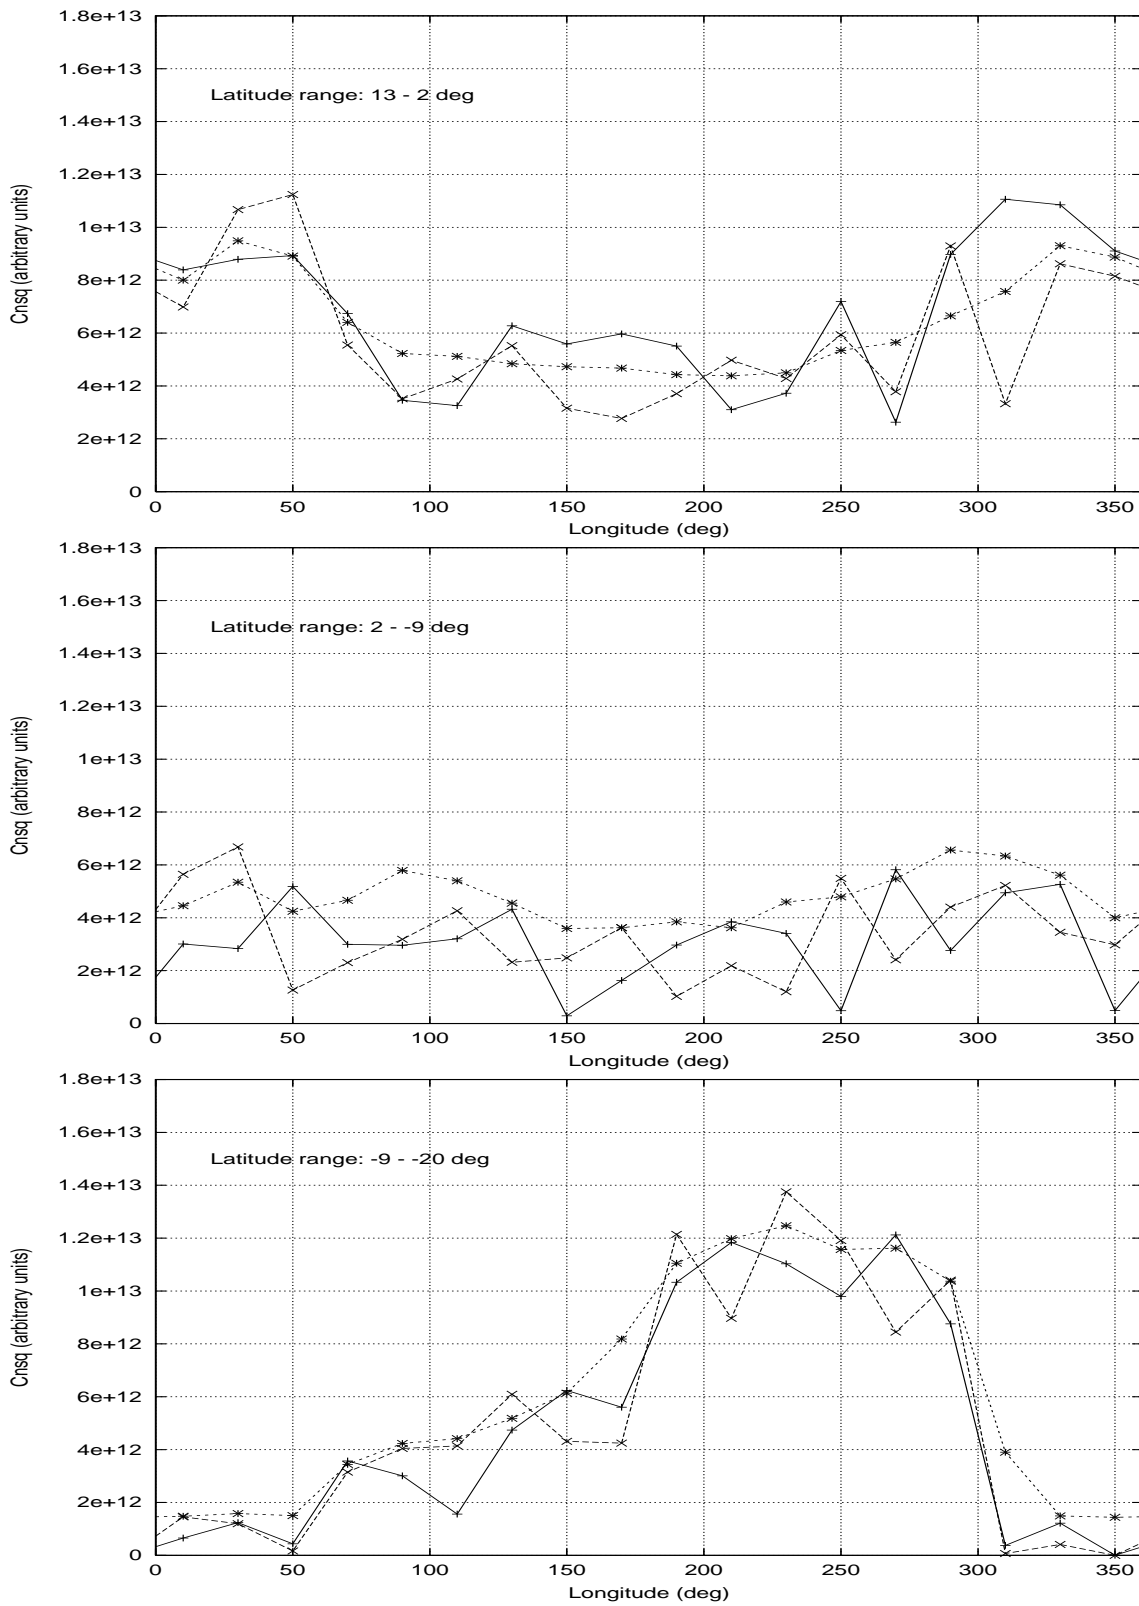 1.8e+13
1.6e+13
Latitude range: 13 - 2 deg
1.4e+13
1.2e+13
Cnsq (arbitrary units)
1e+13
8e+12
6e+12
4e+12
2e+12
0
0 50 100 150 200 250 300 350
Longitude (deg)
1.8e+13
1.6e+13
Latitude range: 2 - -9 deg
1.4e+13
1.2e+13
Cnsq (arbitrary units)
1e+13
8e+12
6e+12
4e+12
2e+12
0
0 50 100 150 200 250 300 350
Longitude (deg)
1.8e+13
1.6e+13
Latitude range: -9 - -20 deg
1.4e+13
1.2e+13
Cnsq (arbitrary units)
1e+13
8e+12
6e+12
4e+12
2e+12
0
0 50 100 150 200 250 300 350
Longitude (deg)